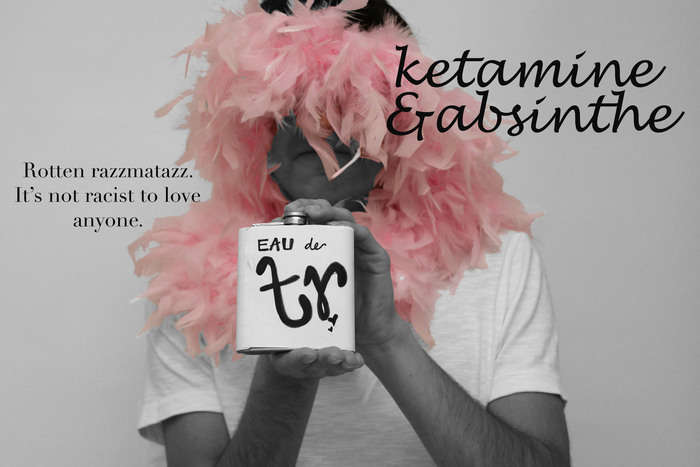 ketamine
&absinthe
Rotten razzmatazz.
It's not racist to love
anyone.
EAU de
tr